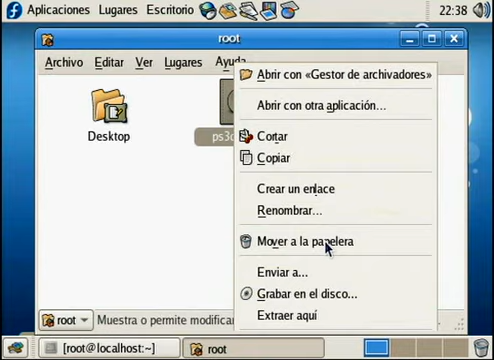 Aplicaciones Lugares Escritorio 22:38
root
Archivo Editar Ver Lugares Ayuda
Abrir con «Gestor de archivadores»
Abrir con otra aplicación...
Desktop
Cortar
Copiar
Crear un enlace
Renombrar...
Mover a la papelera
Enviar a...
Grabar en el disco...
Extraer aquí
root Muestra o permite modificar
[root@localhost:~] root